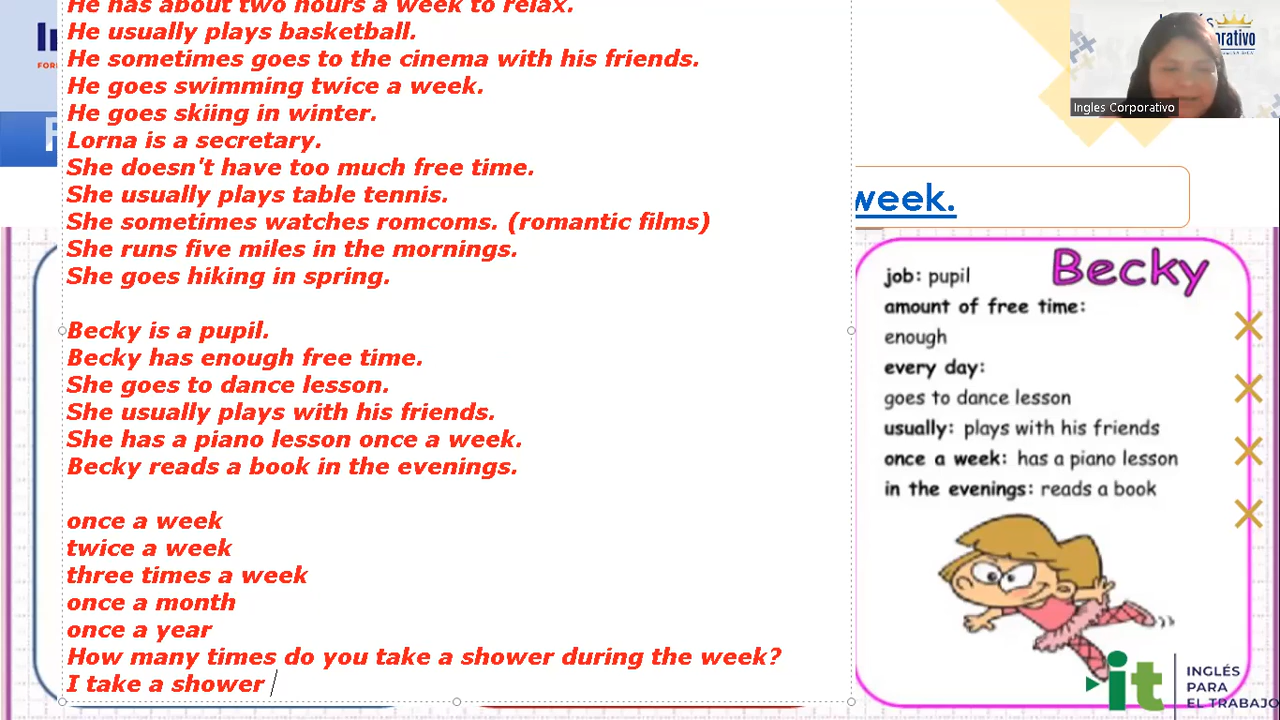 He has about two hours a week to relax.
He usually plays basketball.
He sometimes goes to the cinema with his friends.
He goes swimming twice a week.
He goes skiing in winter.
Lorna is a secretary.
She doesn't have too much free time.
She usually plays table tennis.
She sometimes watches romcoms. (romantic films)
She runs five miles in the mornings.
She goes hiking in spring.
Becky is a pupil.
Becky has enough free time.
She goes to dance lesson.
She usually plays with his friends.
She has a piano lesson once a week.
Becky reads a book in the evenings.
once a week
twice a week
three times a week
once a month
once a year
How many times do you take a shower during the week?
I take a shower
Ingles Corporativo
week.
Becky
job: pupil
amount of free time:
enough
every day:
goes to dance lesson
usually: plays with his friends
once a week: has a piano lesson
in the evenings: reads a book
it
INGLÉS
PARA
EL TRABAJO